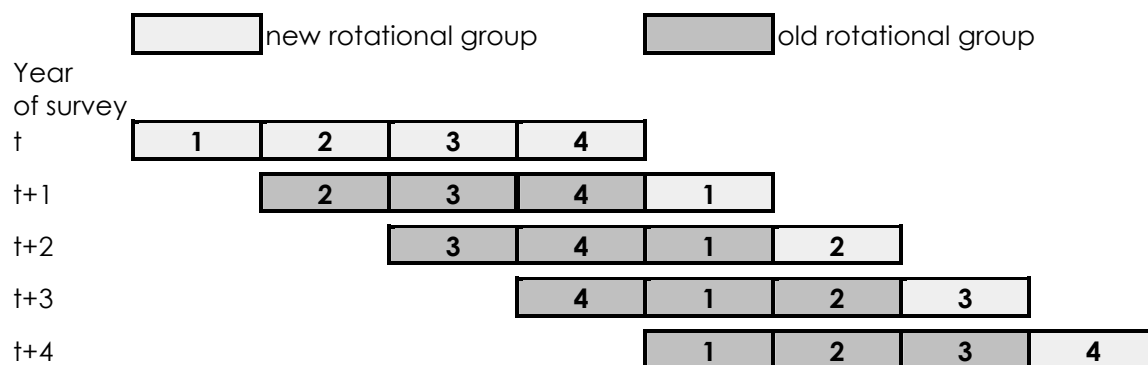 new rotational group old rotational group
Year
of survey
t 1 2 3 4
t+1 2 3 4 1
t+2 3 4 1 2
t+3 4 1 2 3
t+4 1 2 3 4